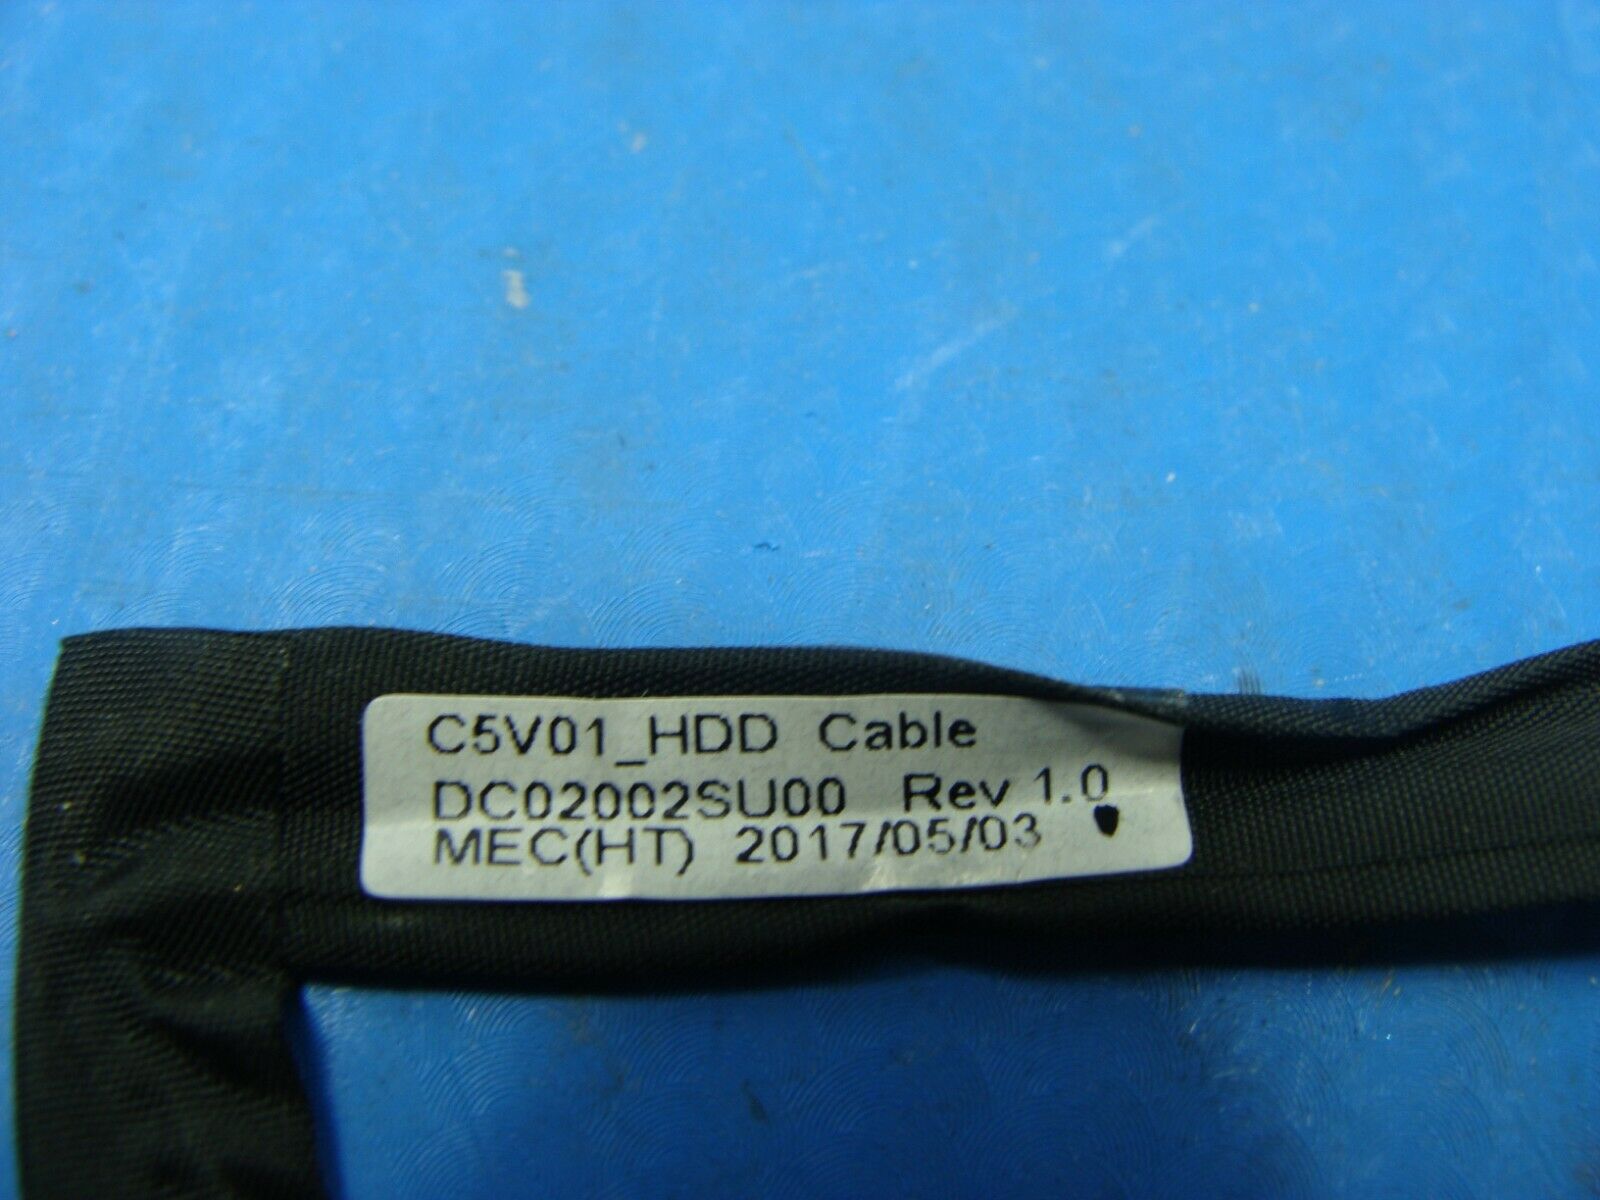 C5V01_HDD Cable
DC02002SU00 Rev 1.0
MEC(HT) 2017/05/03